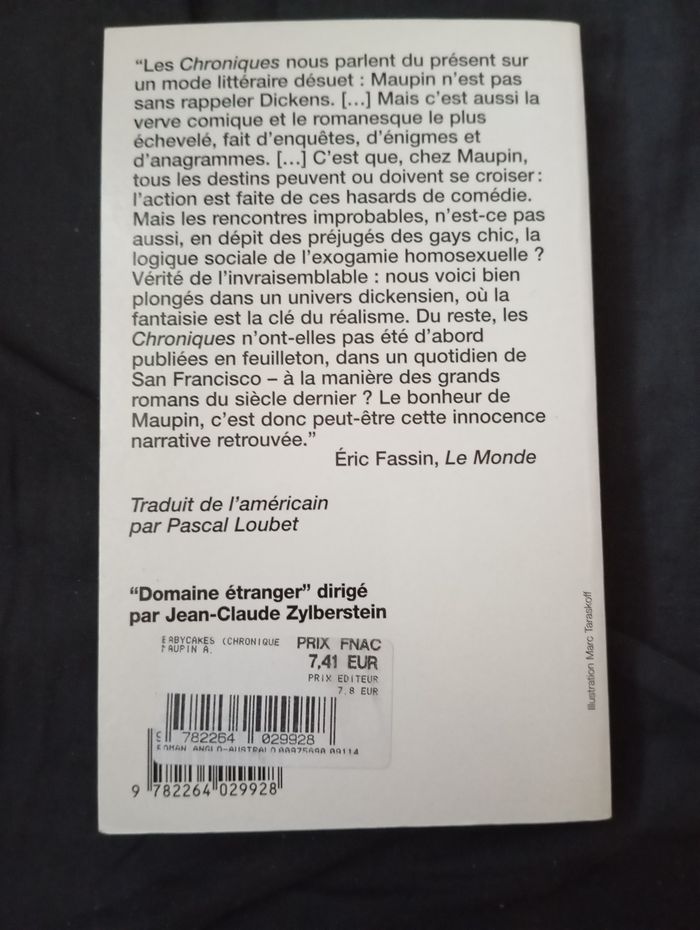 “Les Chroniques nous parlent du présent sur
un mode littéraire désuet : Maupin n’est pas
sans rappeler Dickens. [...] Mais c’est aussi la
verve comique et le romanesque le plus
échevelé, fait d’enquêtes, d’énigmes et
d’anagrammes. [...] C’est que, chez Maupin,
tous les destins peuvent ou doivent se croiser :
l’action est faite de ces hasards de comédie.
Mais les rencontres improbables, n’est-ce pas
aussi, en dépit des préjugés des gays chic, la
logique sociale de l’exogamie homosexuelle ?
Vérité de l’invraisemblable : nous voici bien
plongés dans un univers dickensien, où la
fantaisie est la clé du réalisme. Du reste, les
Chroniques n’ont-elles pas été d’abord
publiées en feuilleton, dans un quotidien de
San Francisco – à la manière des grands
romans du siècle dernier ? Le bonheur de
Maupin, c’est donc peut-être cette innocence
narrative retrouvée.”
Éric Fassin, Le Monde
Traduit de l’américain
par Pascal Loubet
“Domaine étranger” dirigé
par Jean-Claude Zylberstein
BABYCAKES (CHRONIQUE
MAUPIN A.
PRIX FNAC
7,41 EUR
PRIX EDITEUR
7.8 EUR
9 782264 029928
ROMAN ANGLO-AUSTRALO
9 782264 029928
Illustration Marc Taraskoff